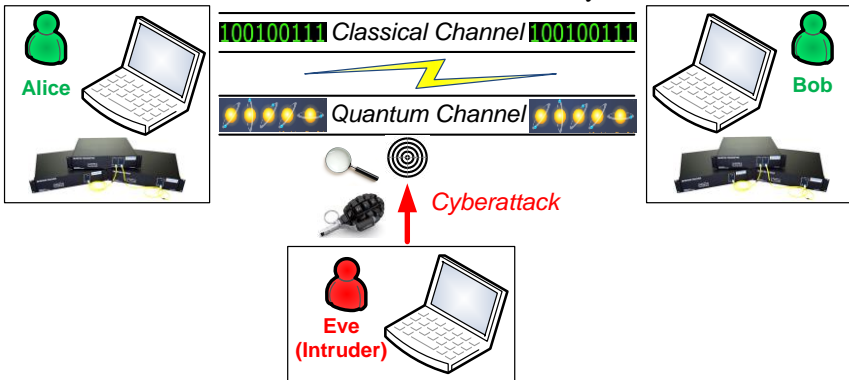 100100111 Classical Channel 100100111
Alice
Bob
Quantum Channel
Cyberattack
Eve
(Intruder)